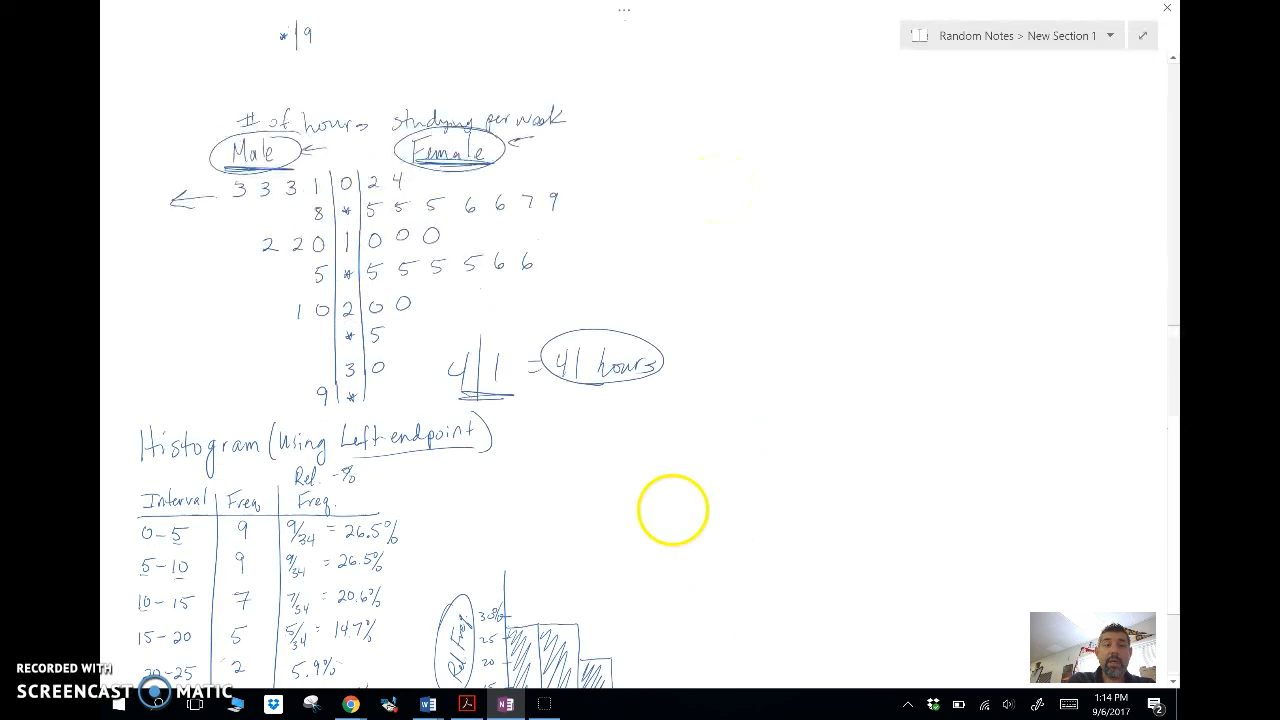 Random Notes > New Section 1
* | 9
# of hours studying per week
Male Female
3 3 3 1 | 0 | 2 4
8 | * | 5 5 5 6 6 7 9
2 2 0 | 1 | 0 0 0
5 | * | 5 5 5 5 6 6
1 0 | 2 | 0 0
* | 5
3 | 0
9 | *
4 | 1 = 41 hours
Histogram (Using Left endpoint)
Rel. - %
Interval Freq. Freq.
0-5 9 9/34 = 26.5%
5-10 9 9/34 = 26.5%
10-15 7 7/34 = 20.6%
15-20 5 5/34 = 14.7%
20-25 2 5.9%
Rel Freq
30%
25
20
15
RECORDED WITH
SCREENCAST MATIC
1:14 PM
9/6/2017